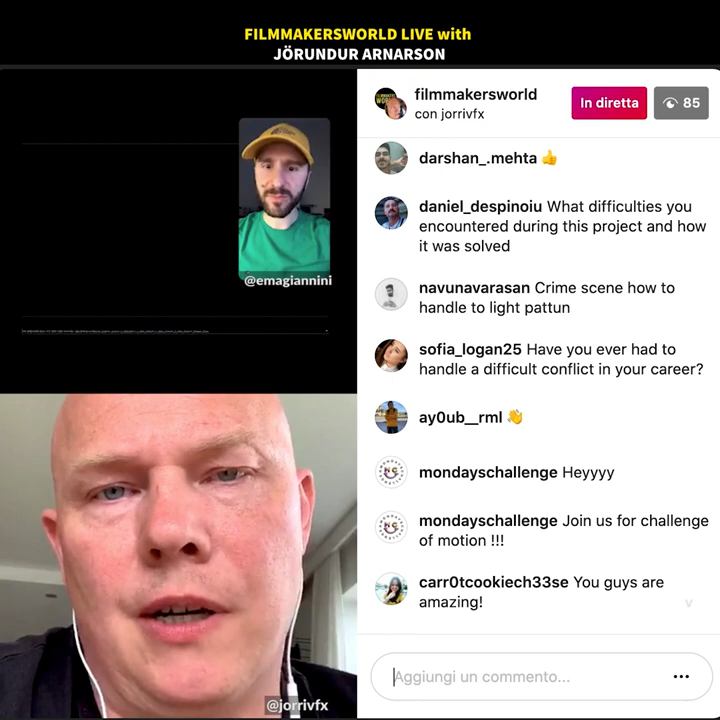 FILMMAKERSWORLD LIVE with
JÖRUNDUR ARNARSON
@emagiannini
@jorrivfx
filmmakersworld
con jorrivfx
In diretta
85
darshan_.mehta 👍
daniel_despinoiu What difficulties you
encountered during this project and how
it was solved
navunavarasan Crime scene how to
handle to light pattun
sofia_logan25 Have you ever had to
handle a difficult conflict in your career?
ay0ub__rml 👋
mondayschallenge Heyyyy
mondayschallenge Join us for challenge
of motion !!!
carr0tcookiech33se You guys are
amazing!
Aggiungi un commento...